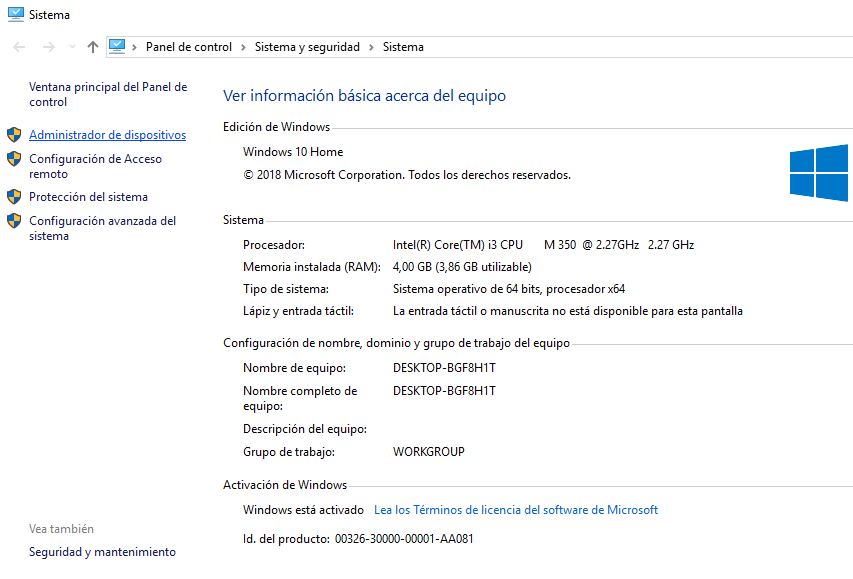 Sistema
Panel de control > Sistema y seguridad > Sistema
Ventana principal del Panel de
control
Administrador de dispositivos
Configuración de Acceso
remoto
Protección del sistema
Configuración avanzada del
sistema
Vea también
Seguridad y mantenimiento
Ver información básica acerca del equipo
Edición de Windows
Windows 10 Home
© 2018 Microsoft Corporation. Todos los derechos reservados.
Sistema
Procesador: Intel(R) Core(TM) i3 CPU M 350 @ 2.27GHz 2.27 GHz
Memoria instalada (RAM): 4,00 GB (3,86 GB utilizable)
Tipo de sistema: Sistema operativo de 64 bits, procesador x64
Lápiz y entrada táctil: La entrada táctil o manuscrita no está disponible para esta pantalla
Configuración de nombre, dominio y grupo de trabajo del equipo
Nombre de equipo: DESKTOP-BGF8H1T
Nombre completo de DESKTOP-BGF8H1T
equipo:
Descripción del equipo:
Grupo de trabajo: WORKGROUP
Activación de Windows
Windows está activado Lea los Términos de licencia del software de Microsoft
Id. del producto: 00326-30000-00001-AA081